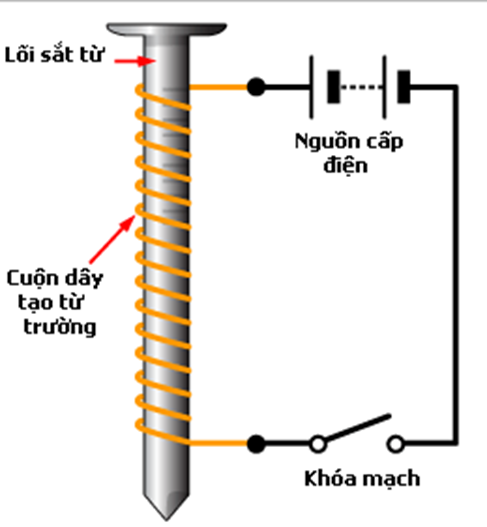 Lõi sắt từ
Nguồn cấp
điện
Cuộn dây
tạo từ
trường
Khóa mạch